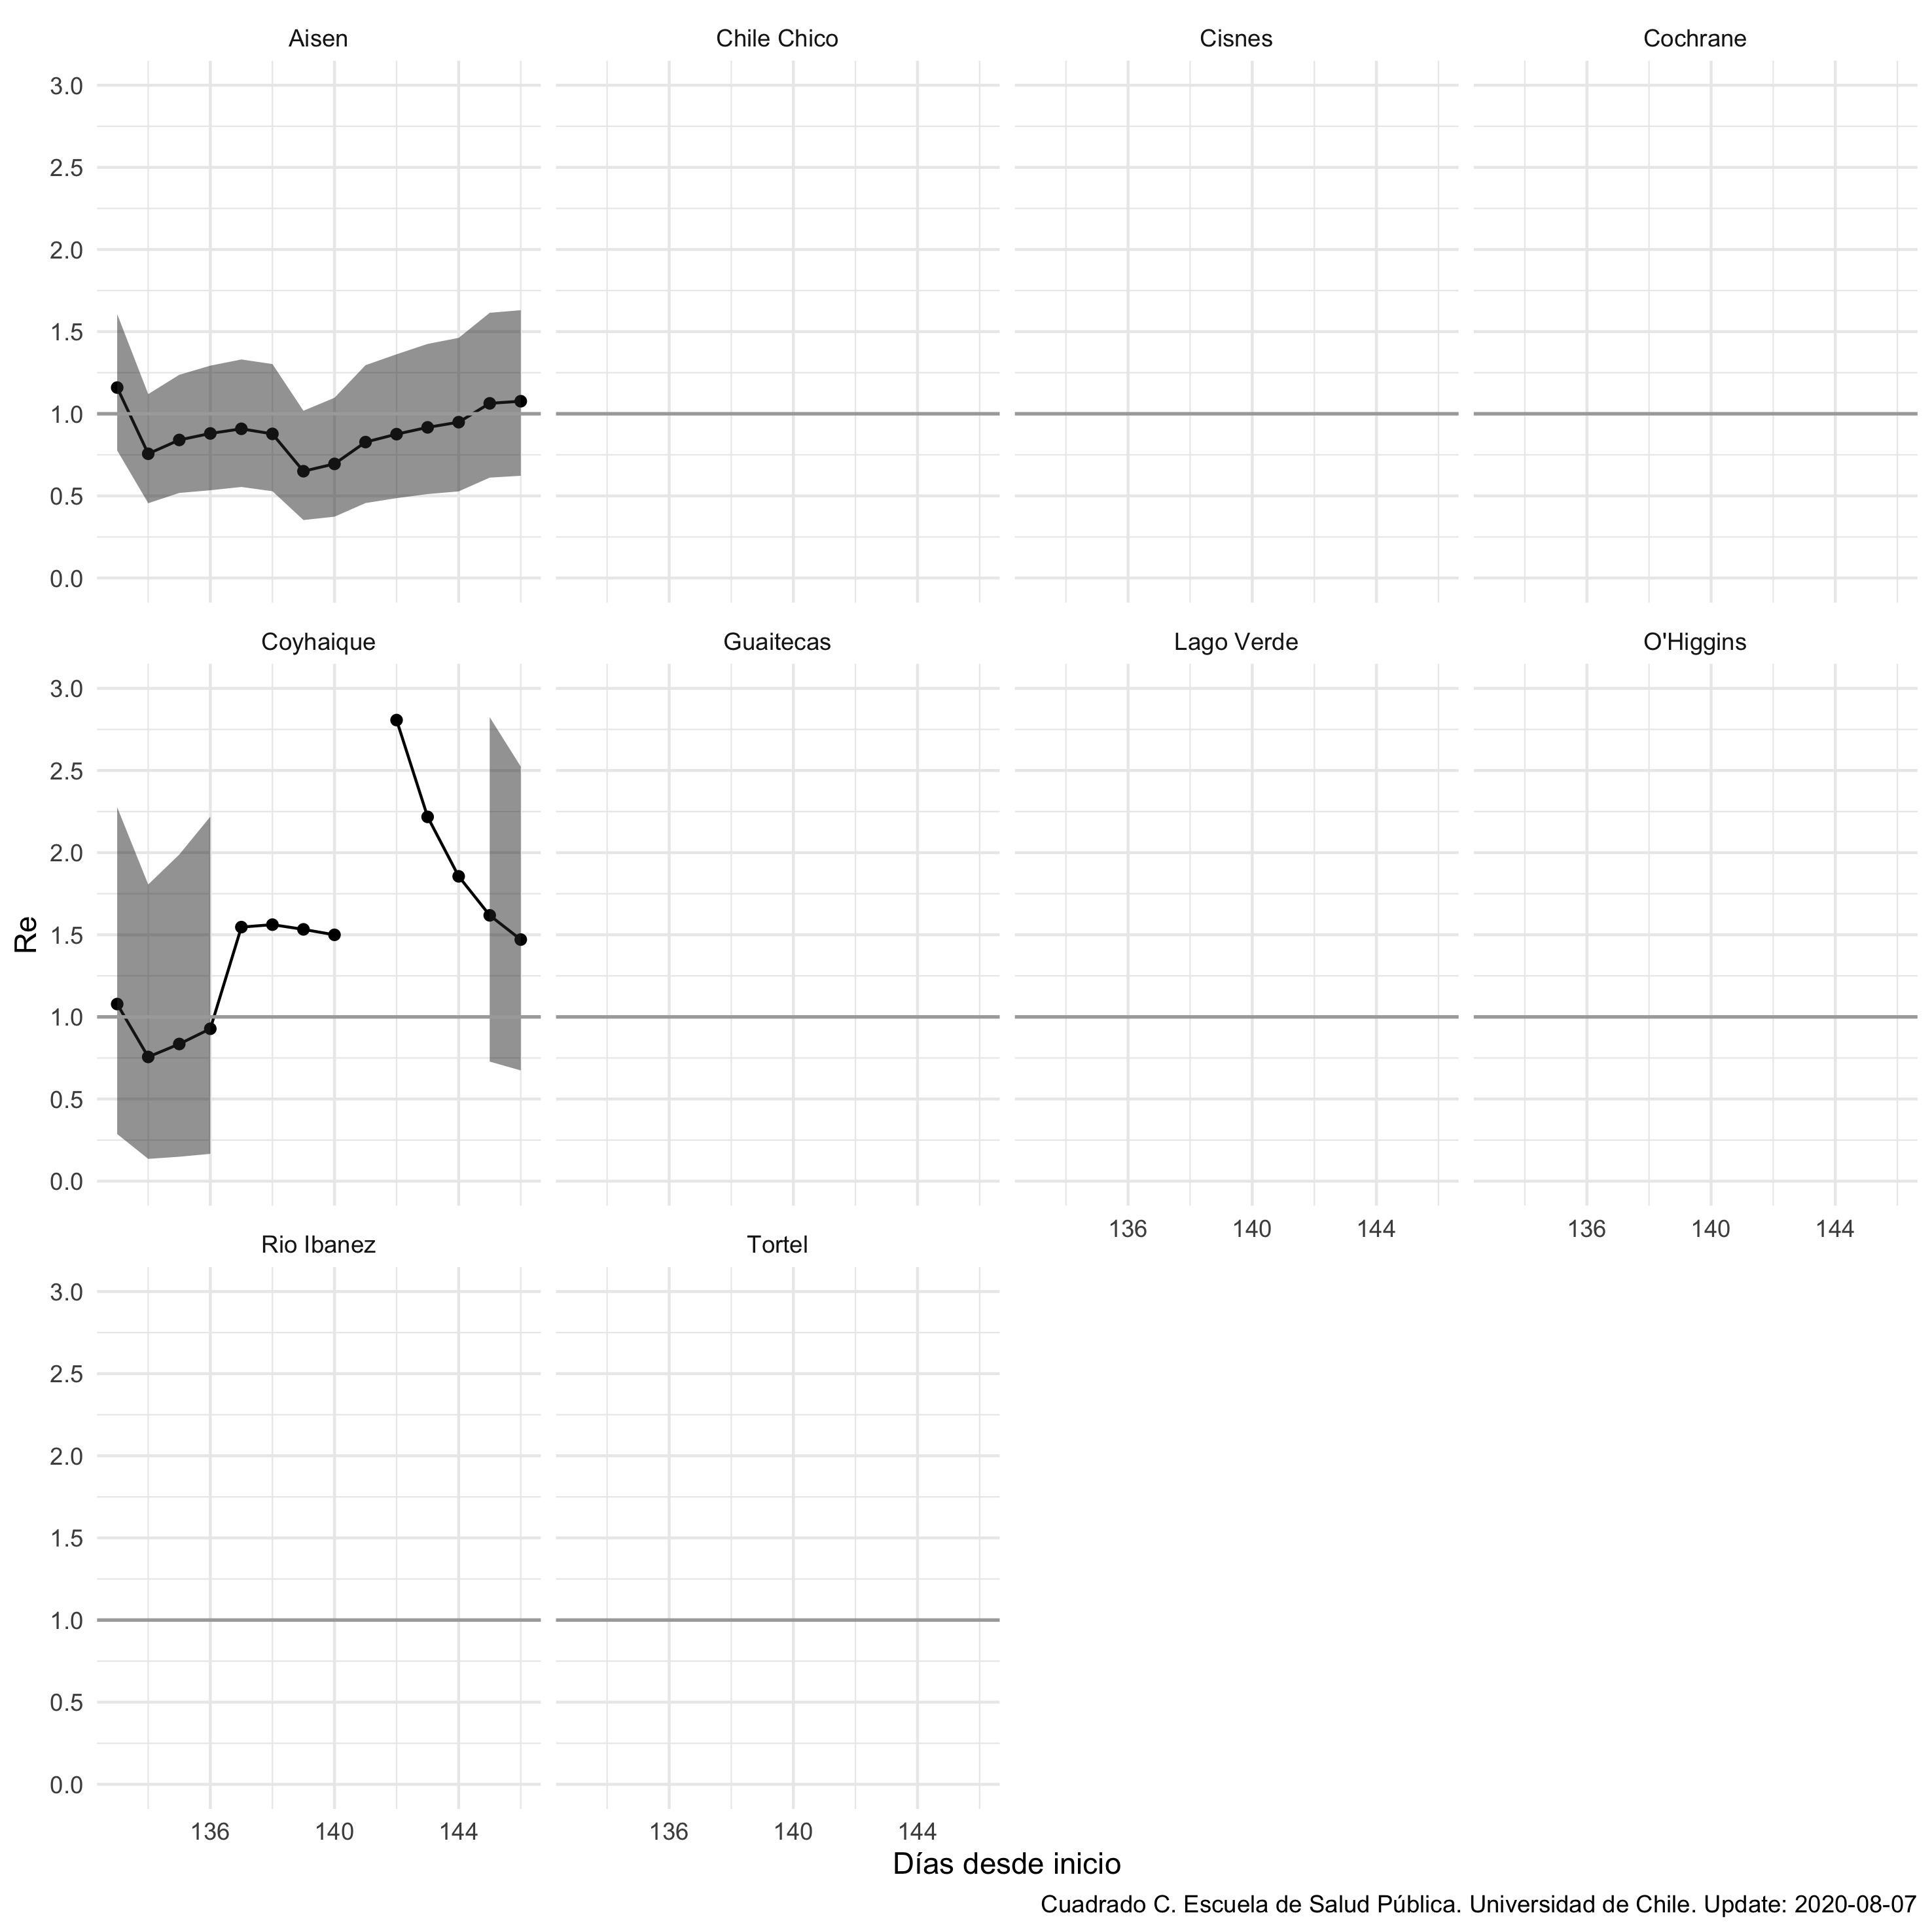 Aisen Chile Chico Cisnes Cochrane
3.0
2.5
2.0
1.5
1.0
0.5
0.0
Coyhaique Guaitecas Lago Verde O'Higgins
3.0
2.5
2.0
1.5
1.0
0.5
0.0
Re
136 140 144 136 140 144
Rio Ibanez Tortel
3.0
2.5
2.0
1.5
1.0
0.5
0.0
136 140 144 136 140 144
Días desde inicio
Cuadrado C. Escuela de Salud Pública. Universidad de Chile. Update: 2020-08-07